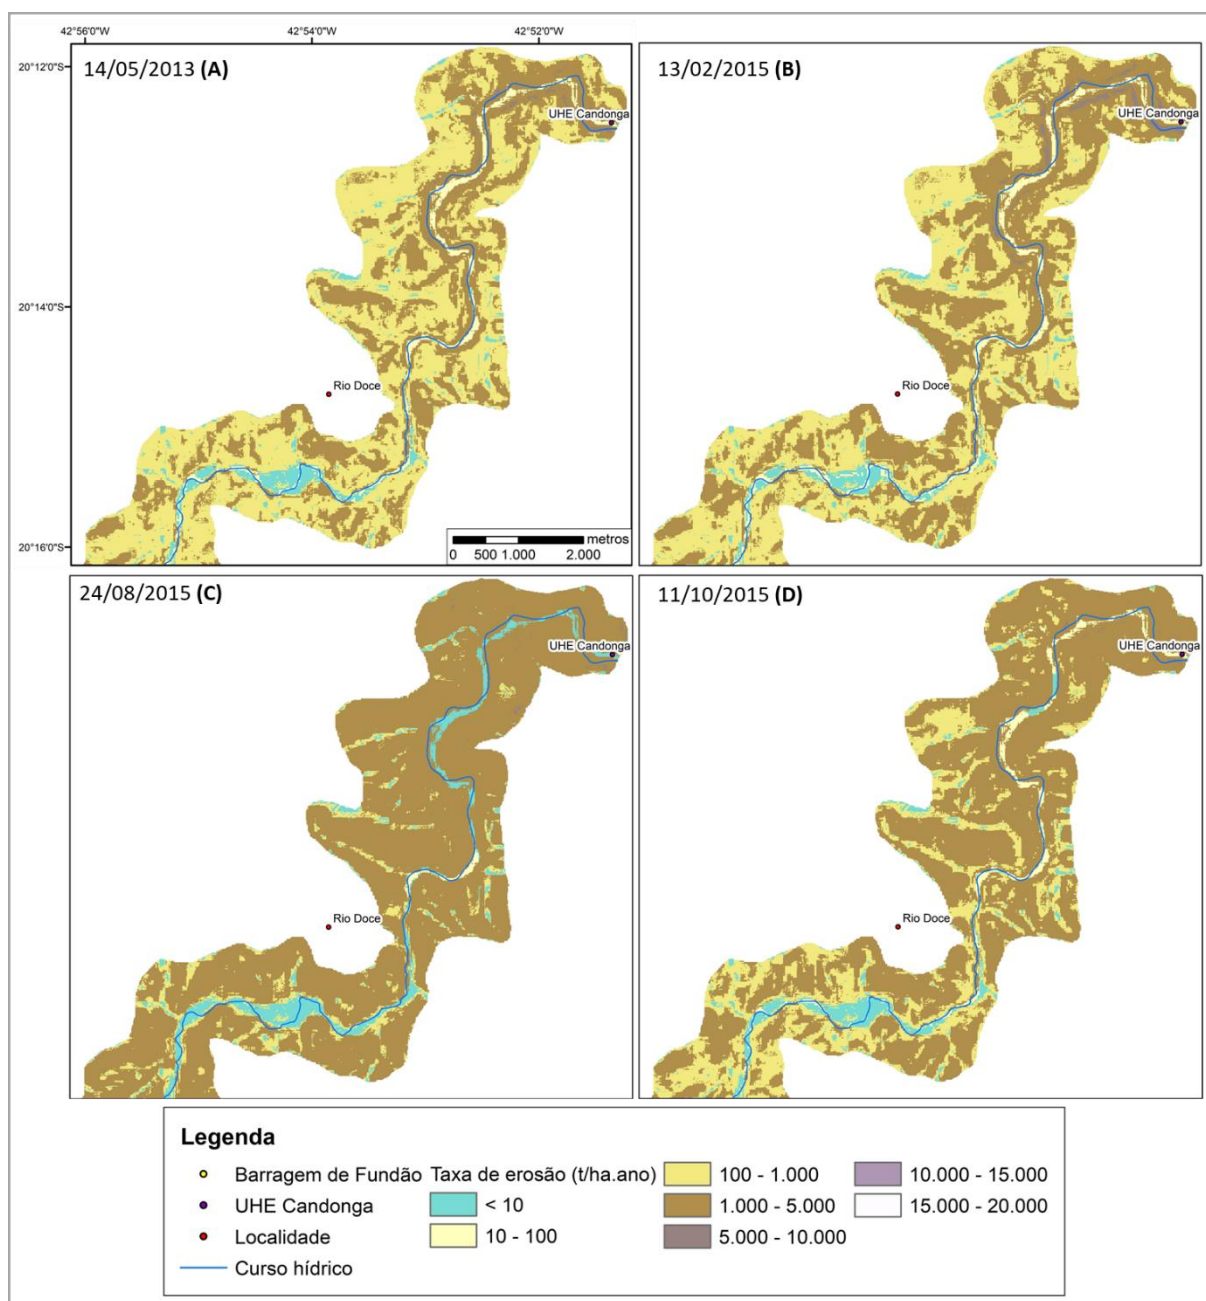 42°56'0"W
42°54'0"W
42°52'0"W
20°12'0"S
20°14'0"S
20°16'0"S
14/05/2013 (A)
UHE Candonga
Rio Doce
metros
0 500 1.000 2.000
13/02/2015 (B)
UHE Candonga
Rio Doce
24/08/2015 (C)
UHE Candonga
Rio Doce
11/10/2015 (D)
UHE Candonga
Rio Doce
Legenda
Barragem de Fundão
UHE Candonga
Localidade
Curso hídrico
Taxa de erosão (t/ha.ano)
< 10
10 - 100
100 - 1.000
1.000 - 5.000
5.000 - 10.000
10.000 - 15.000
15.000 - 20.000